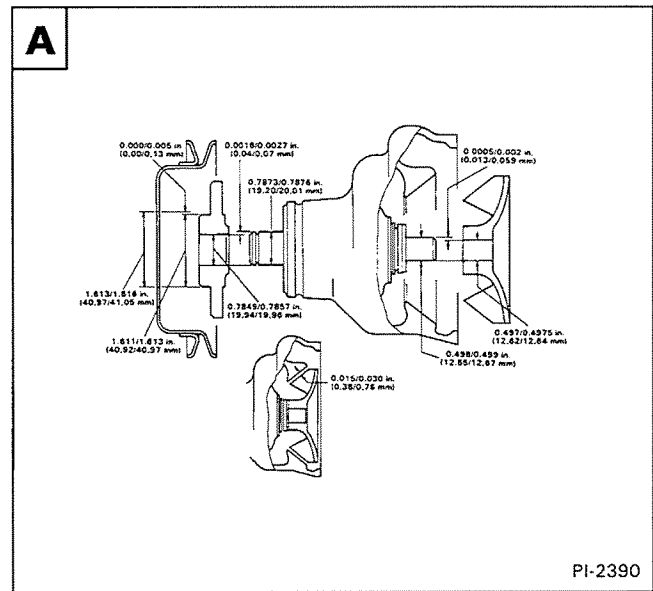 A
0.000/0.005 in.
(0.00/0.13 mm)
0.0016/0.0027 in.
(0.04/0.07 mm)
0.0005/0.002 in.
(0.013/0.059 mm)
0.7873/0.7876 in.
(19.20/20.01 mm)
1.613/1.616 in.
(40.97/41.05 mm)
0.7849/0.7857 in.
(19.94/19.96 mm)
1.611/1.613 in.
(40.92/40.97 mm)
0.497/0.4975 in.
(12.62/12.64 mm)
0.498/0.499 in.
(12.65/12.67 mm)
0.015/0.030 in.
(0.38/0.76 mm)
PI-2390